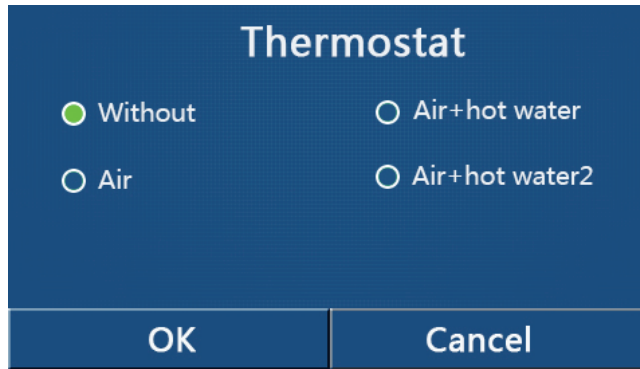 Thermostat
Without
Air+hot water
Air
Air+hot water2
OK
Cancel